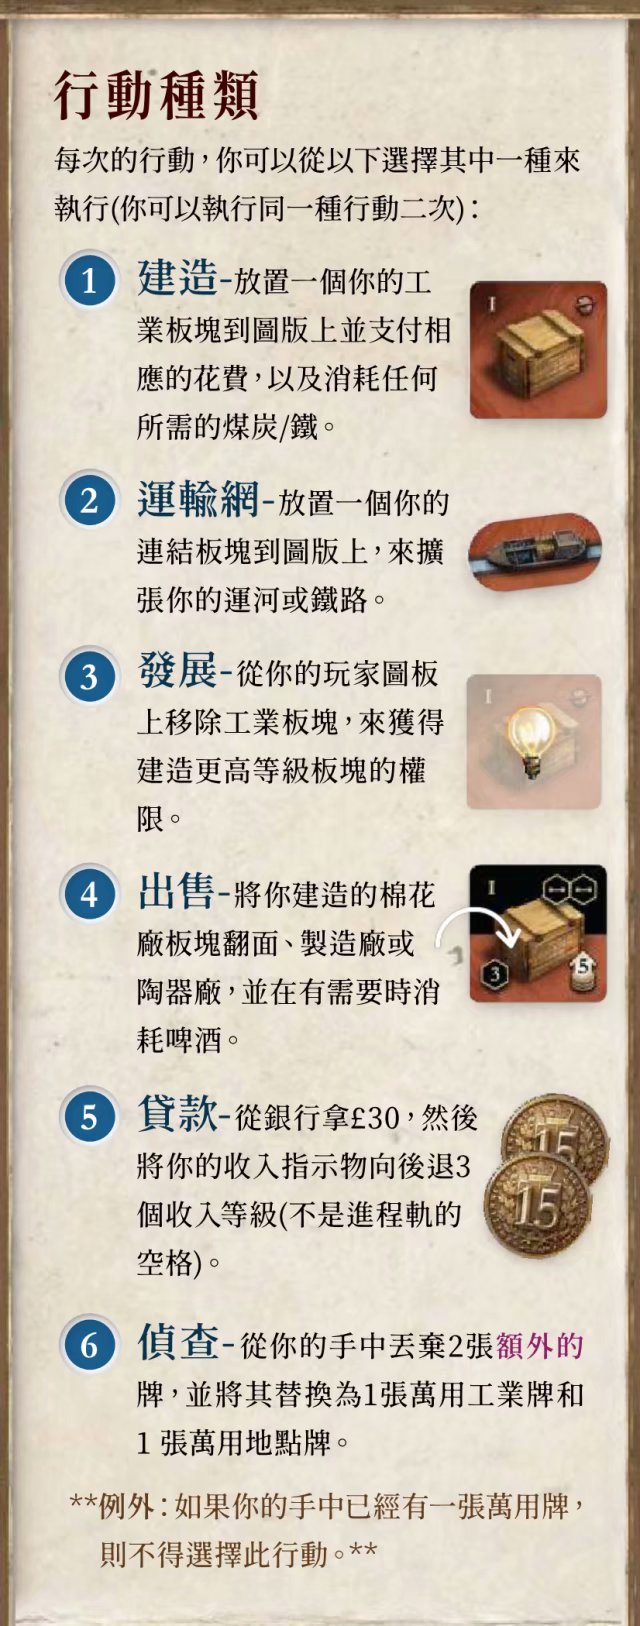 行動種類
每次的行動，你可以從以下選擇其中一種來
執行(你可以執行同一種行動二次)：
1 建造-放置一個你的工
業板塊到圖版上並支付相
應的花費，以及消耗任何
所需的煤炭/鐵。
I
2 運輸網-放置一個你的
連結板塊到圖版上，來擴
張你的運河或鐵路。
3 發展-從你的玩家圖板
上移除工業板塊，來獲得
建造更高等級板塊的權
限。
I
4 出售-將你建造的棉花
廠板塊翻面、製造廠或
陶器廠，並在有需要時消
耗啤酒。
I
3
5
5 貸款-從銀行拿£30，然後
將你的收入指示物向後退3
個收入等級(不是進程軌的
空格)。
15
15
6 偵查-從你的手中丟棄2張額外的
牌，並將其替換為1張萬用工業牌和
1 張萬用地點牌。
**例外：如果你的手中已經有一張萬用牌，
則不得選擇此行動。**